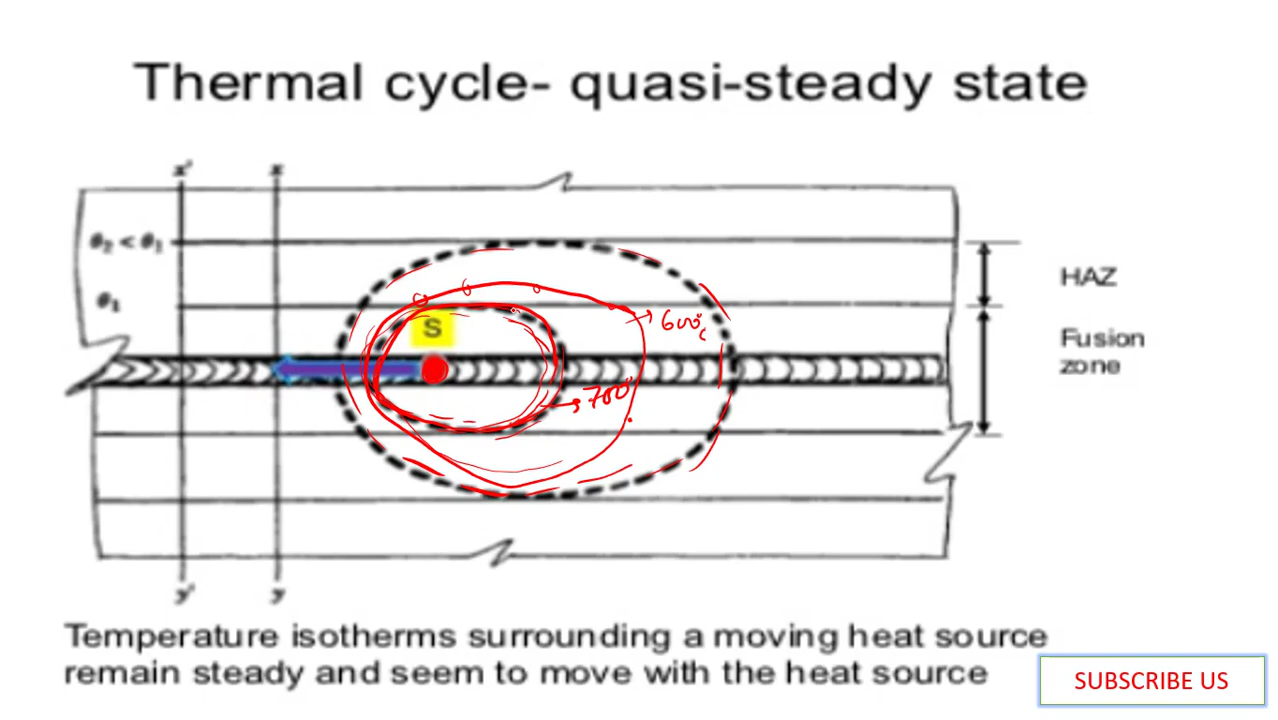 Thermal cycle- quasi-steady state
x' x
θ₂ < θ₁
θ₁
HAZ
S
600°C
Fusion
zone
700°
y' y
Temperature isotherms surrounding a moving heat source
remain steady and seem to move with the heat source
SUBSCRIBE US